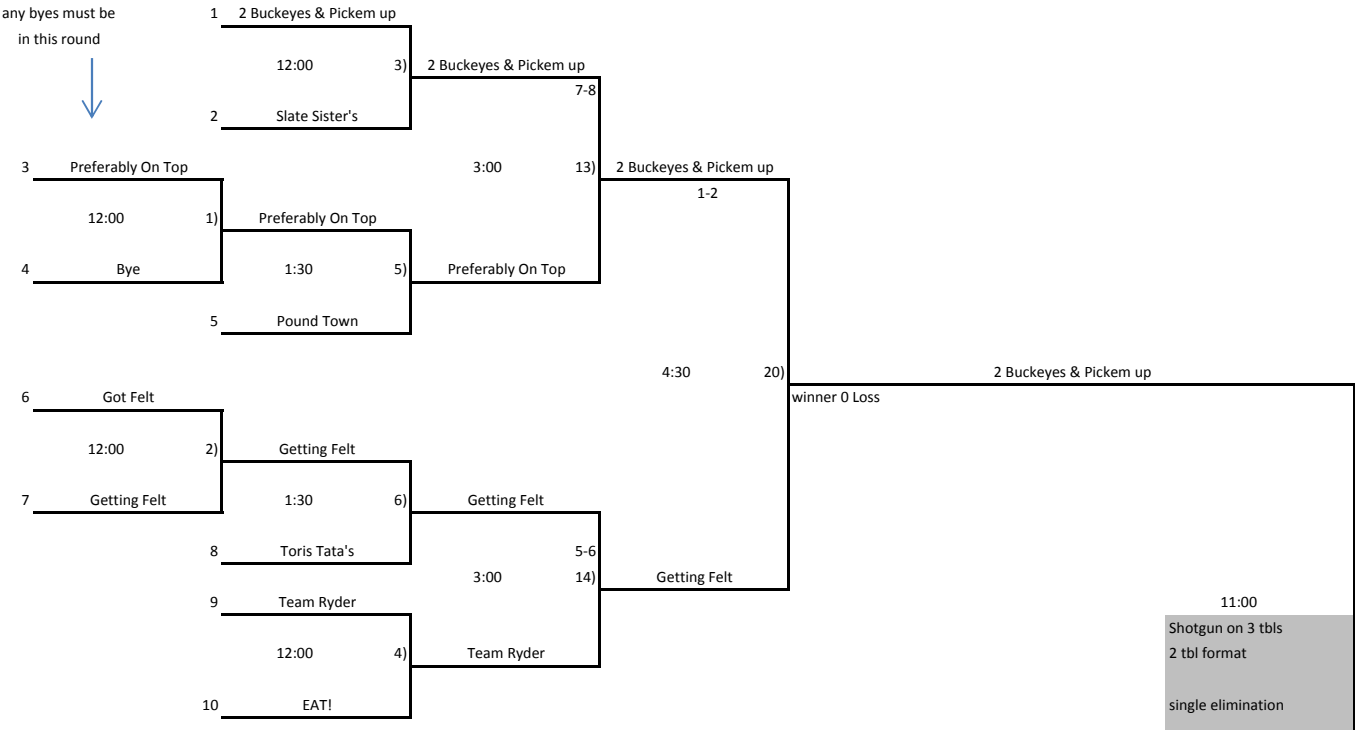 any byes must be
in this round
1 2 Buckeyes & Pickem up
12:00 3) 2 Buckeyes & Pickem up
7-8
2 Slate Sister's
3 Preferably On Top
3:00 13) 2 Buckeyes & Pickem up
1-2
12:00 1) Preferably On Top
4 Bye
1:30 5) Preferably On Top
5 Pound Town
4:30 20) 2 Buckeyes & Pickem up
winner 0 Loss
6 Got Felt
12:00 2) Getting Felt
7 Getting Felt
1:30 6) Getting Felt
8 Toris Tata's
5-6
3:00 14) Getting Felt
9 Team Ryder
11:00
Shotgun on 3 tbls
12:00 4) Team Ryder
2 tbl format
10 EAT!
single elimination